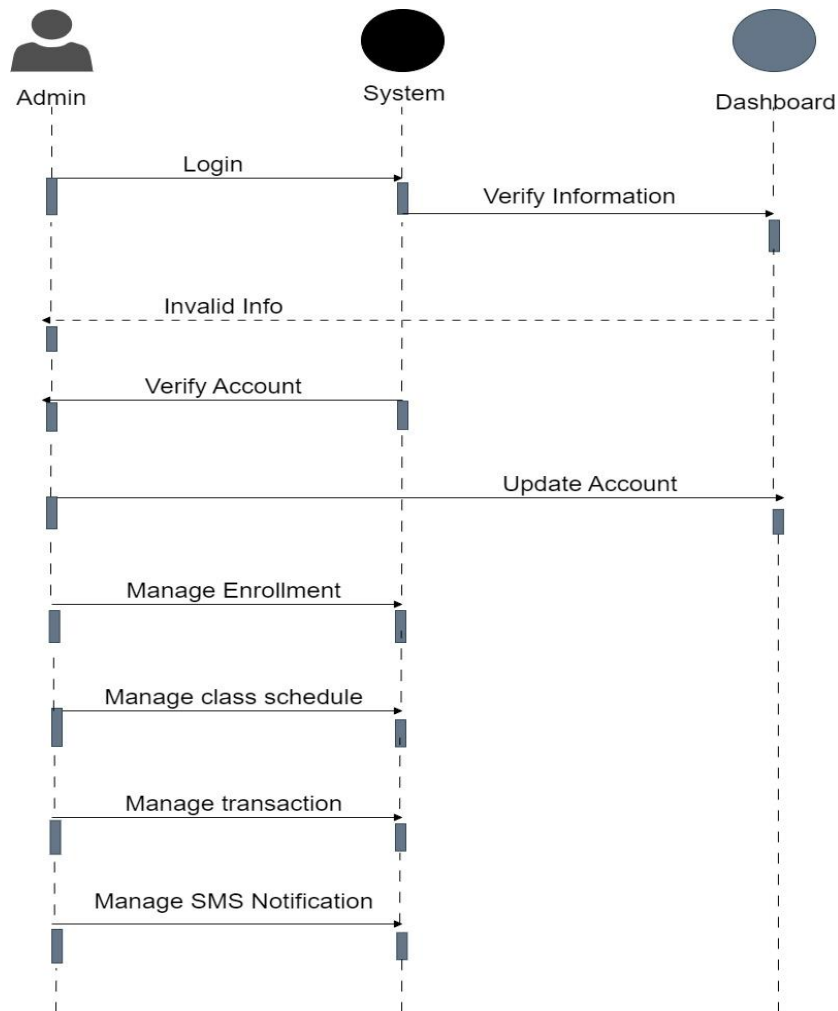 Admin
System
Dashboard
Login
Verify Information
Invalid Info
Verify Account
Update Account
Manage Enrollment
Manage class schedule
Manage transaction
Manage SMS Notification